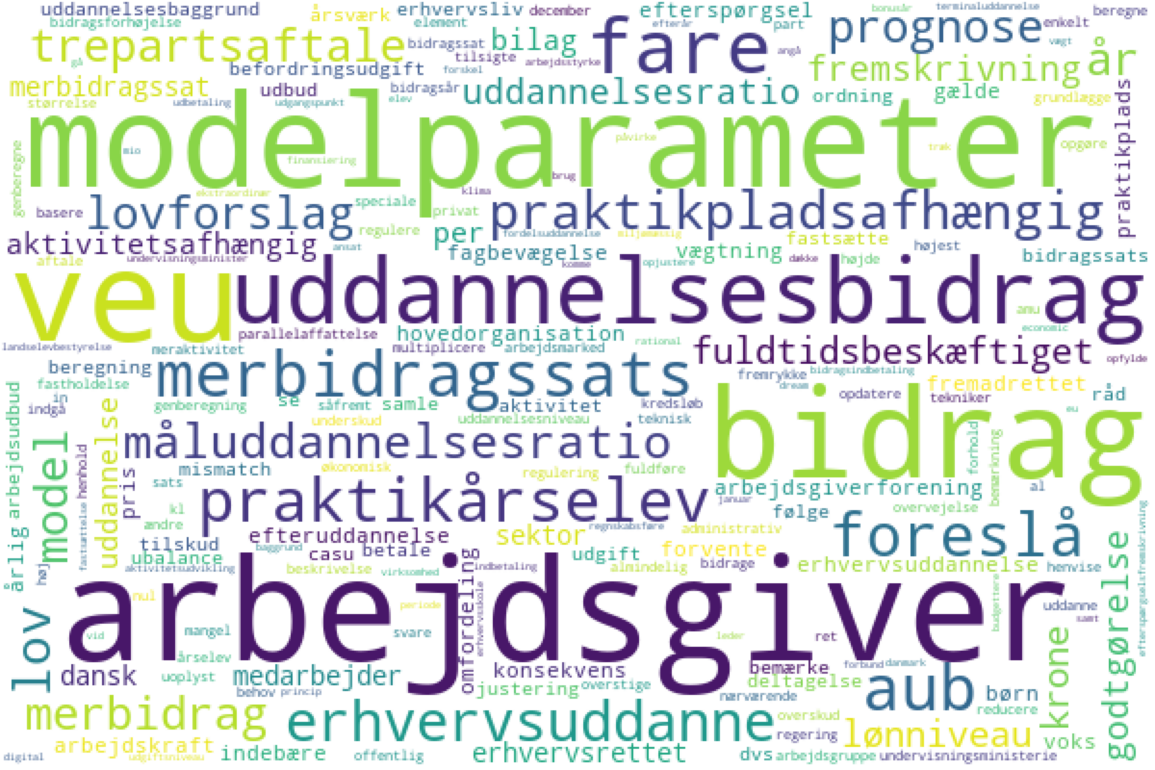 uddannelsesbaggrund årsværk erhvervsliv december efterspørgsel bonusår terminaluddannelse beregne
bidragsforhøjelse element part efterår prognose enkelt
trepartsaftale bidragssat bilag fare angå vægt år
gå tilsigte arbejdsstyrke
merbidragssat befordringsudgift forskel fremskrivning
størrelse udbud bidragsår uddannelsesratio ordning gælde grundlægge
udbetaling udgangspunkt elev
modelparameter
mio finansiering påvirke træk opgøre praktikplads
genberegne ekstraordinær klima brug
basere lovforslag speciale privat praktikpladsafhængig
regulere per fordelsuddannelse miljømæssig
aktivitetsafhængig ansat fagbevægelse vægtning fastsætte højest
aftale undervisningsminister komme opjustere dække højde bidragssats
veu uddannelsesbidrag
amu
parallelaffattelse hovedorganisation rational economic
landselevbestyrelse meraktivitet multiplicere arbejdsmarked fuldtidsbeskæftiget opfylde
beregning merbidragssats fremrykke bidragsindbetaling
fastholdelse dream fremadrettet
in genberegning se såfremt samle aktivitet kredsløb opdatere tekniker råd
indgå underskud uddannelsesniveau teknisk eu
måluddannelsesratio bidrag
årlig arbejdsudbud model henhold uddannelse pris mismatch økonomisk regulering fuldføre forhold bemærkning
sats praktikårselev arbejdsgiverforening al
kl januar følge overvejelse
ændre efteruddannelse regnskabsføre sektor administrativ foreslå
tilskud baggrund casu betale udgift forvente
fastsættelse ubalance aktivitetsudvikling beskrivelse virksomhed indbetaling almindelig bidrage erhvervsuddannelse henvise
høj nul arbejdsgiver
periode budgettere uddanne
lov vid mangel svare omfordeling erhvervsskole leder ret samt efterspørgselsfremskrivning
årselev konsekvens bemærke forbund danmark
dansk uoplyst medarbejder justering overstige deltagelse aub børn krone godtgørelse
behov princip nærværende reducere
merbidrag erhvervsuddanne overskud
regering lønniveau voks
arbejdskraft indebære erhvervsrettet dvs arbejdsgruppe undervisningsministerie
digital udgiftsniveau offentlig